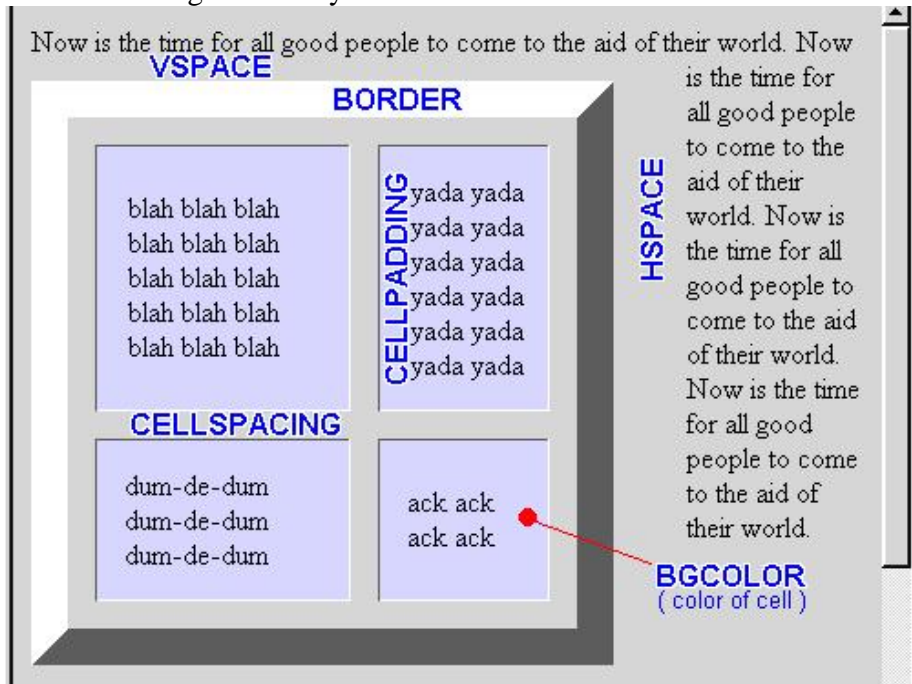 Now is the time for all good people to come to the aid of their world. Now
VSPACE
BORDER
is the time for
all good people
to come to the
aid of their
world. Now is
the time for all
good people to
come to the aid
of their world.
Now is the time
for all good
people to come
to the aid of
their world.
HSPACE
blah blah blah
blah blah blah
blah blah blah
blah blah blah
blah blah blah
CELLPADDING
yada yada
yada yada
yada yada
yada yada
yada yada
yada yada
CELLSPACING
dum-de-dum
dum-de-dum
dum-de-dum
ack ack
ack ack
BGCOLOR
( color of cell )